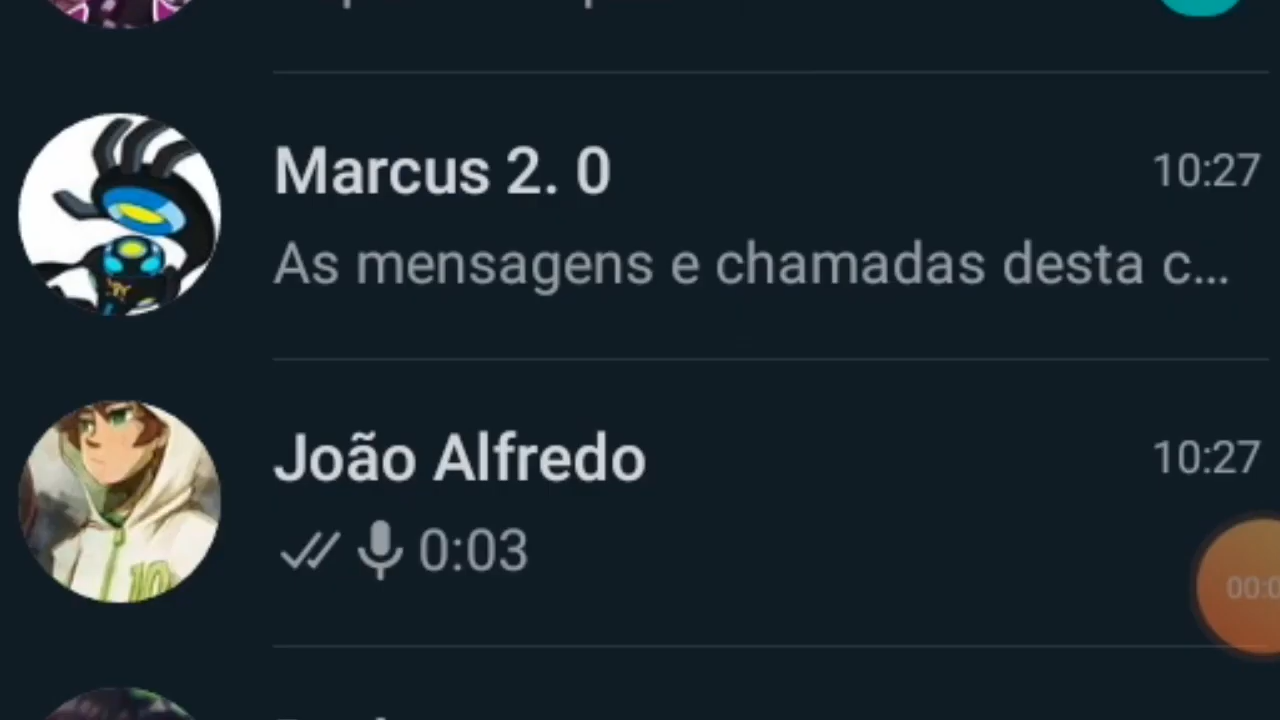 Marcus 2. 0
10:27
As mensagens e chamadas desta c...
João Alfredo
10:27
0:03